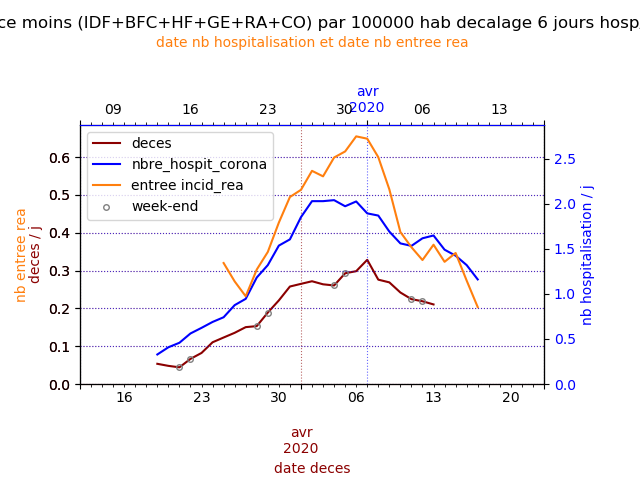 ce moins (IDF+BFC+HF+GE+RA+CO) par 100000 hab decalage 6 jours hosp
date nb hospitalisation et date nb entree rea
avr
2020
09 16 23 30 06 13
deces
nbre_hospit_corona
entree incid_rea
week-end
0.6
0.5
0.4
0.3
0.2
0.1
0.0
nb entree rea
deces / j
2.5
2.0
1.5
1.0
0.5
0.0
nb hospitalisation / j
16 23 30 06 13 20
avr
2020
date deces